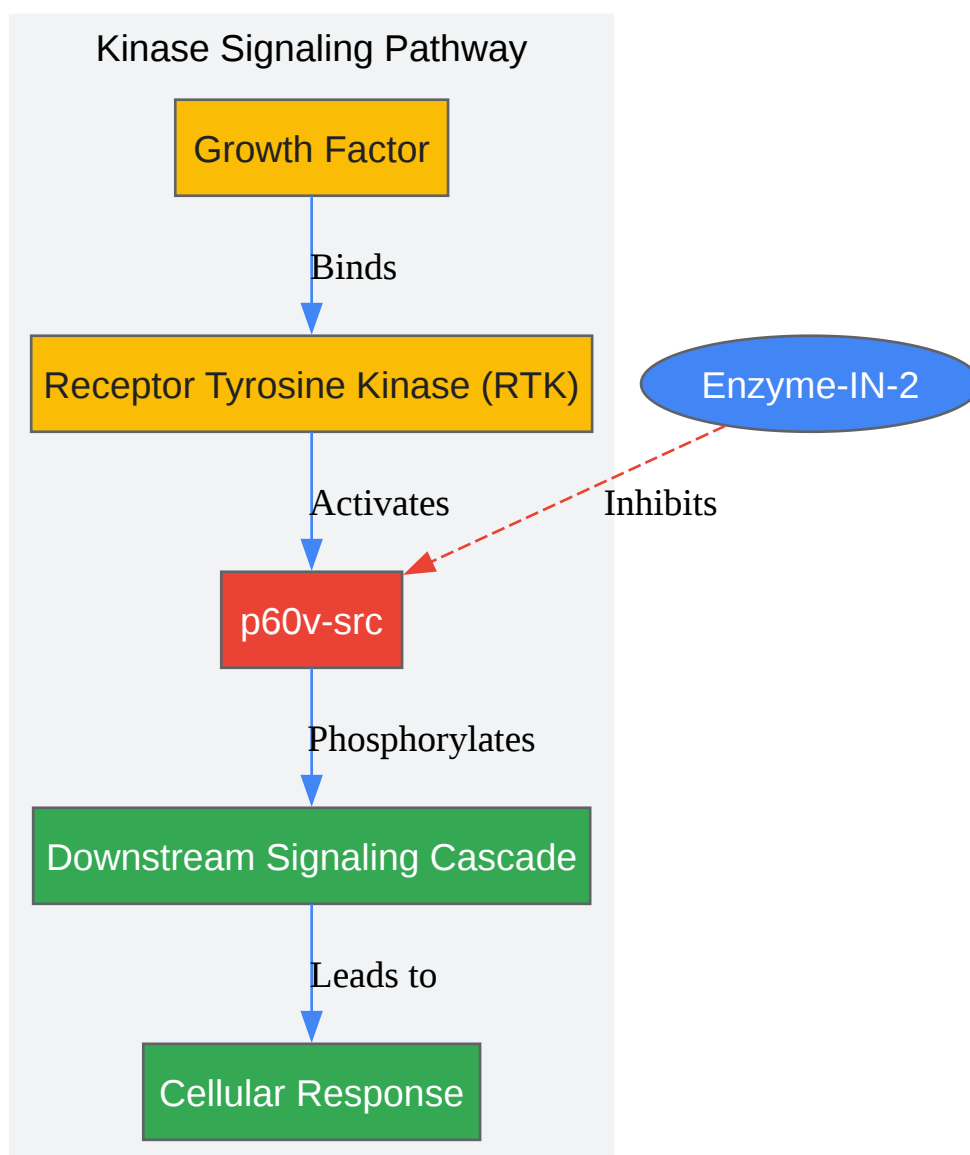 Kinase Signaling Pathway
Growth Factor
Binds
Receptor Tyrosine Kinase (RTK)
Enzyme-IN-2
Activates
Inhibits
p60v-src
Phosphorylates
Downstream Signaling Cascade
Leads to
Cellular Response